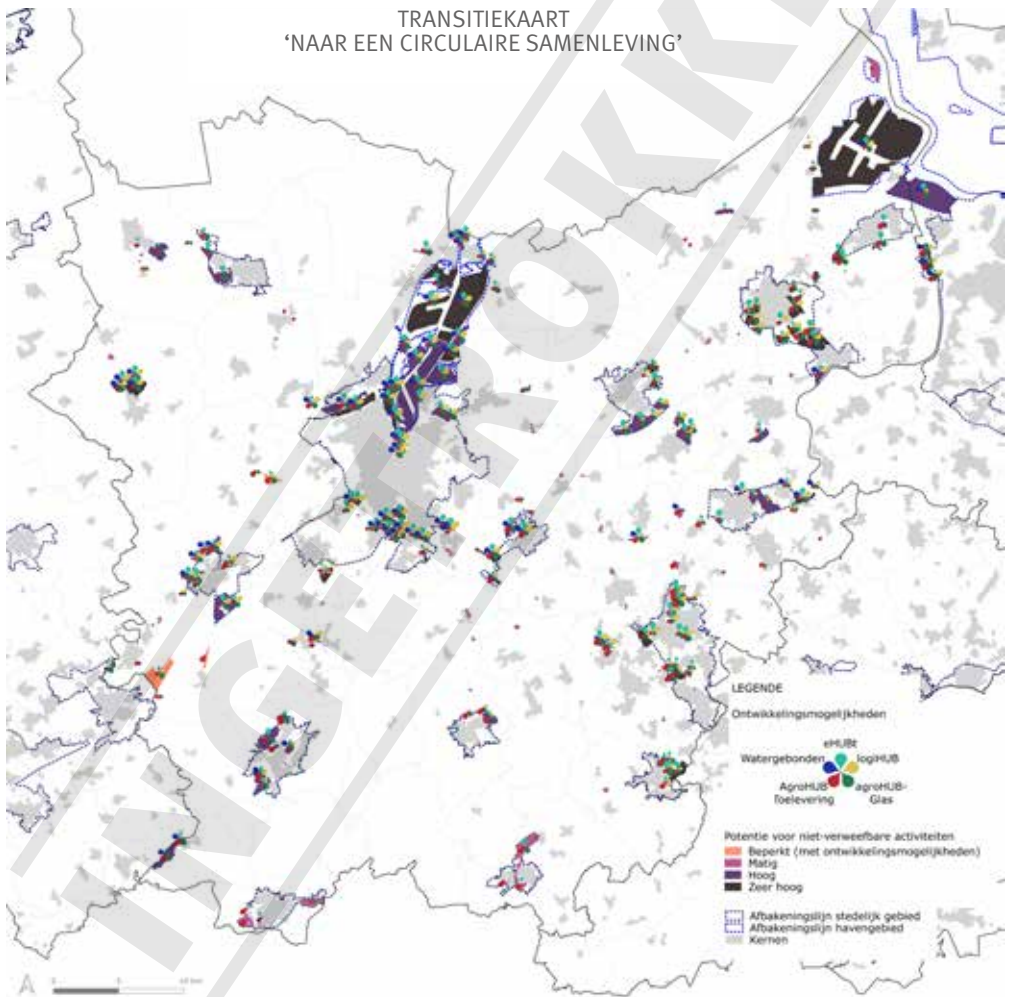 TRANSITIEKAART
‘NAAR EEN CIRCULAIRE SAMENLEVING’
INGETROKK
LEGENDE
Ontwikkelingsmogelijkheden
eHUBt
Watergebonden
logiHUB
AgroHUB
Toelevering
agroHUB-
Glas
Potentie voor niet-verweefbare activiteiten
Beperkt (met ontwikkelingsmogelijkheden)
Matig
Hoog
Zeer hoog
Afbakeningslijn stedelijk gebied
Afbakeningslijn havengebied
Kernen